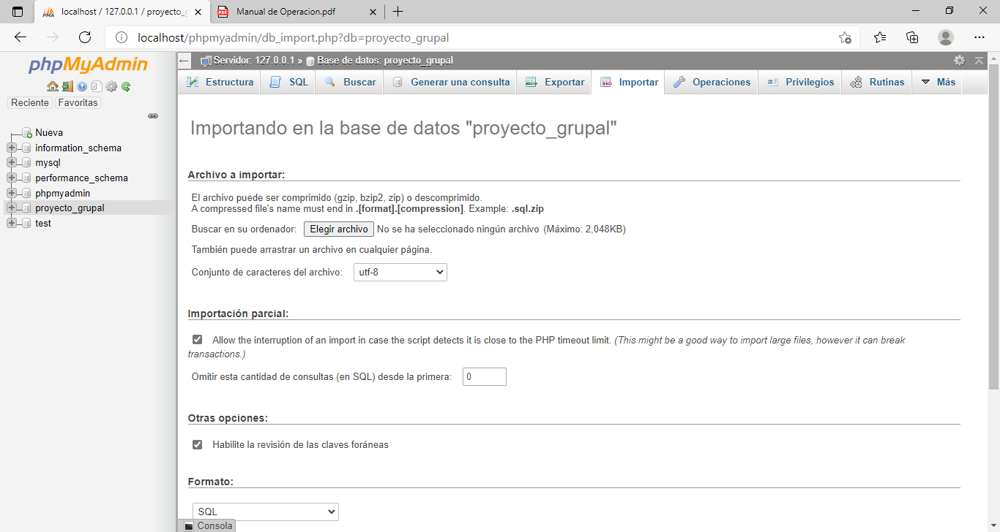 localhost / 127.0.0.1 / proyecto_g
Manual de Operacion.pdf
localhost/phpmyadmin/db_import.php?db=proyecto_grupal
phpMyAdmin
Reciente
Favoritas
Nueva
information_schema
mysql
performance_schema
phpmyadmin
proyecto_grupal
test
Servidor: 127.0.0.1 » Base de datos: proyecto_grupal
Estructura
SQL
Buscar
Generar una consulta
Exportar
Importar
Operaciones
Privilegios
Rutinas
Más
Importando en la base de datos "proyecto_grupal"
Archivo a importar:
El archivo puede ser comprimido (gzip, bzip2, zip) o descomprimido.
A compressed file's name must end in .[format].[compression]. Example: .sql.zip
Buscar en su ordenador: Elegir archivo No se ha seleccionado ningún archivo (Máximo: 2,048KB)
También puede arrastrar un archivo en cualquier página.
Conjunto de caracteres del archivo: utf-8
Importación parcial:
Allow the interruption of an import in case the script detects it is close to the PHP timeout limit. (This might be a good way to import large files, however it can break
transactions.)
Omitir esta cantidad de consultas (en SQL) desde la primera: 0
Otras opciones:
Habilite la revisión de las claves foráneas
Formato:
SQL
Consola